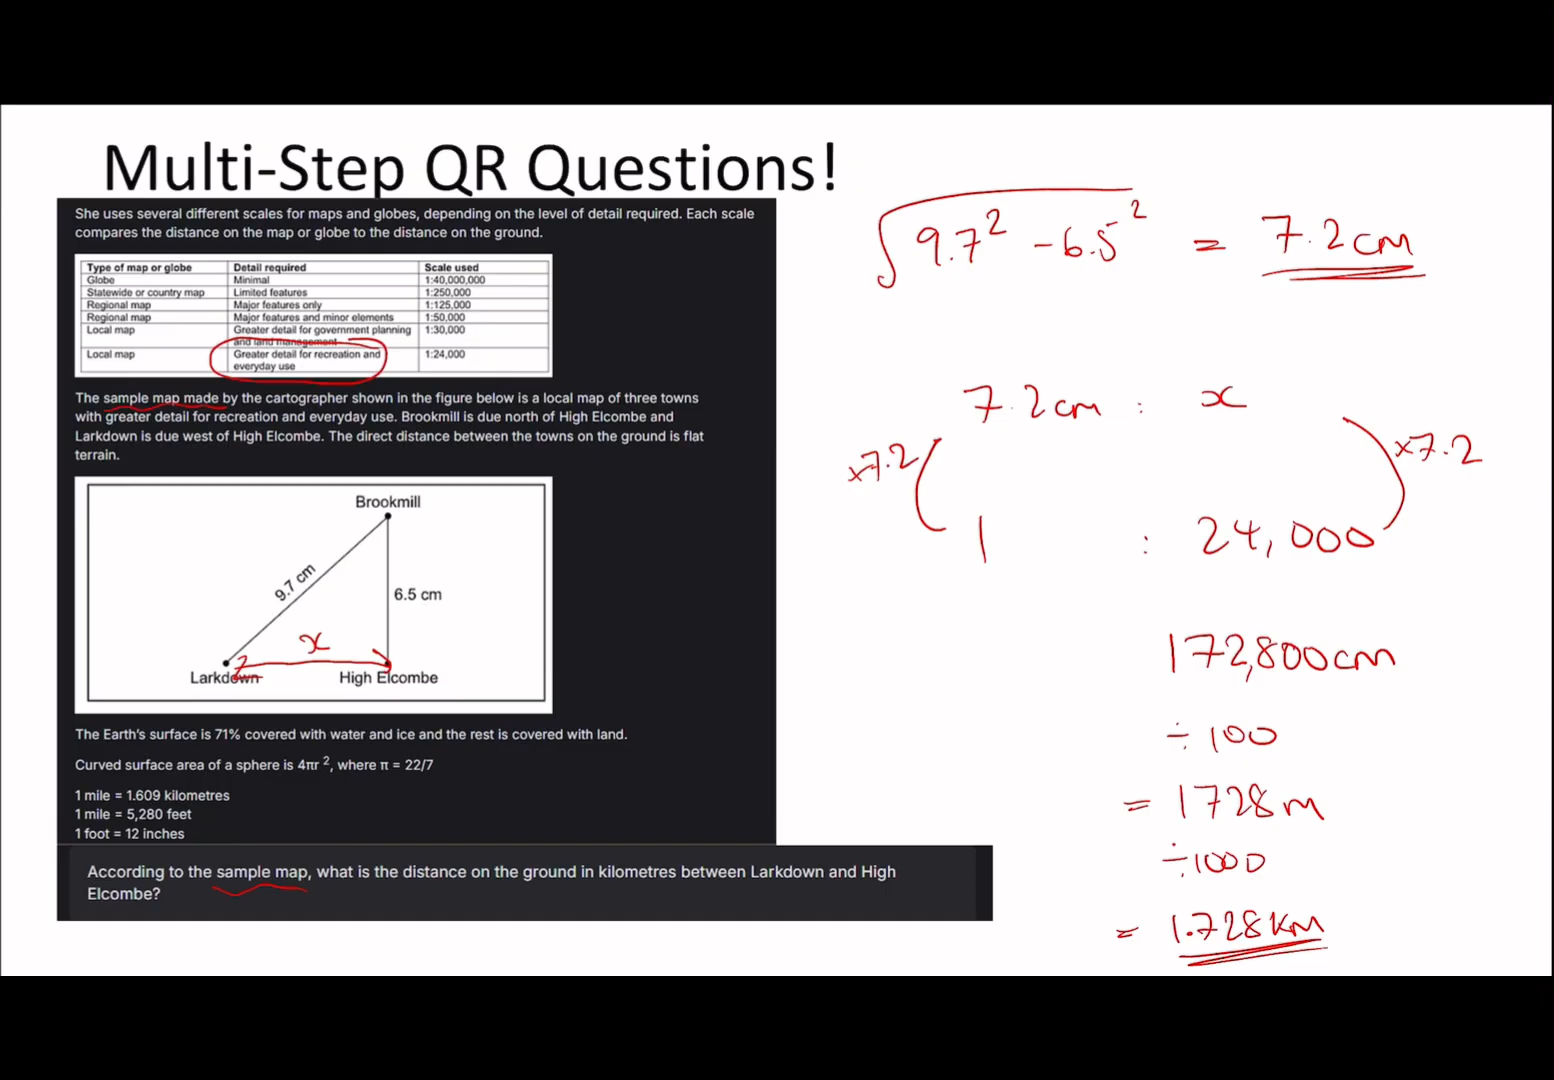 Multi-Step QR Questions!
She uses several different scales for maps and globes, depending on the level of detail required. Each scale
compares the distance on the map or globe to the distance on the ground.
Type of map or globe Detail required Scale used
Globe Minimal 1:40,000,000
Statewide or country map Limited features 1:250,000
Regional map Major features only 1:125,000
Regional map Major features and minor elements 1:50,000
Local map Greater detail for government planning 1:30,000
and land management
Local map Greater detail for recreation and 1:24,000
everyday use
The sample map made by the cartographer shown in the figure below is a local map of three towns
with greater detail for recreation and everyday use. Brookmill is due north of High Elcombe and
Larkdown is due west of High Elcombe. The direct distance between the towns on the ground is flat
terrain.
Brookmill
9.7 cm
6.5 cm
x
Larkdown High Elcombe
The Earth's surface is 71% covered with water and ice and the rest is covered with land.
Curved surface area of a sphere is 4πr ², where π = 22/7
1 mile = 1.609 kilometres
1 mile = 5,280 feet
1 foot = 12 inches
According to the sample map, what is the distance on the ground in kilometres between Larkdown and High
Elcombe?
√9.7² - 6.5² = 7.2cm
7.2cm : x
x7.2 x7.2
1 : 24,000
172,800cm
÷ 100
= 1728m
÷1000
= 1.728KM